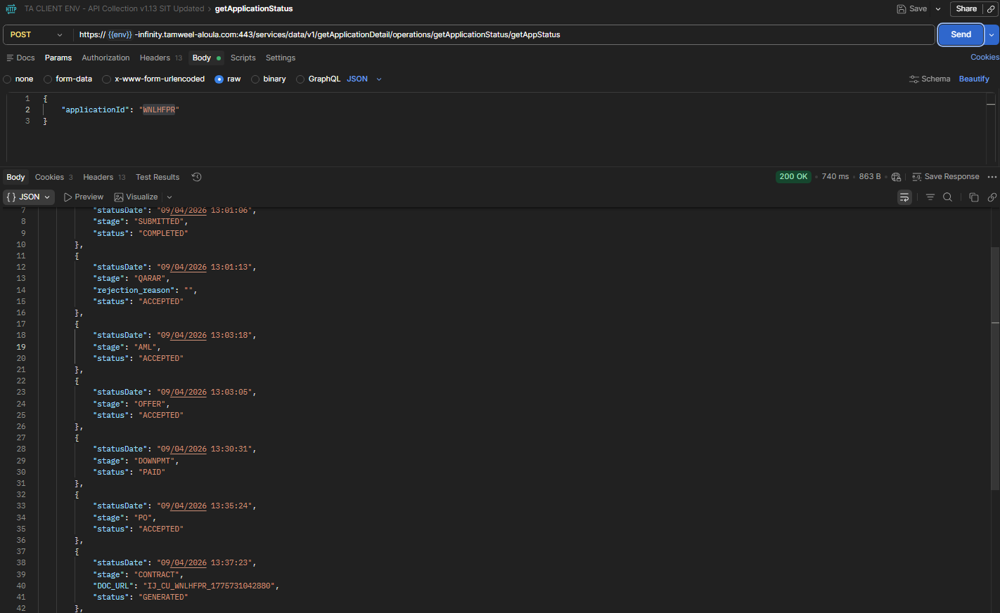 HTTP TA CLIENT ENV - API Collection v1.13 SIT Updated > getApplicationStatus Save Share
POST https:// {{env}} -infinity.tamweel-aloula.com:443/services/data/v1/getApplicationDetail/operations/getApplicationStatus/getAppStatus Send
Docs Params Authorization Headers 13 Body Scripts Settings Cookies
none form-data x-www-form-urlencoded raw binary GraphQL JSON Schema Beautify
1 {
2 "applicationId": "WNLHFPR"
3 }
Body Cookies 3 Headers 13 Test Results 200 OK • 740 ms • 863 B e.g. Save Response
{} JSON Preview Visualize
7 "statusDate": "09/04/2026 13:01:06",
8 "stage": "SUBMITTED",
9 "status": "COMPLETED"
10 },
11 {
12 "statusDate": "09/04/2026 13:01:13",
13 "stage": "QARAR",
14 "rejection_reason": "",
15 "status": "ACCEPTED"
16 },
17 {
18 "statusDate": "09/04/2026 13:03:18",
19 "stage": "AML",
20 "status": "ACCEPTED"
21 },
22 {
23 "statusDate": "09/04/2026 13:03:05",
24 "stage": "OFFER",
25 "status": "ACCEPTED"
26 },
27 {
28 "statusDate": "09/04/2026 13:30:31",
29 "stage": "DOWNPMT",
30 "status": "PAID"
31 },
32 {
33 "statusDate": "09/04/2026 13:35:24",
34 "stage": "PO",
35 "status": "ACCEPTED"
36 },
37 {
38 "statusDate": "09/04/2026 13:37:23",
39 "stage": "CONTRACT",
40 "DOC_URL": "IJ_CU_WNLHFPR_1775731042880",
41 "status": "GENERATED"
42 },